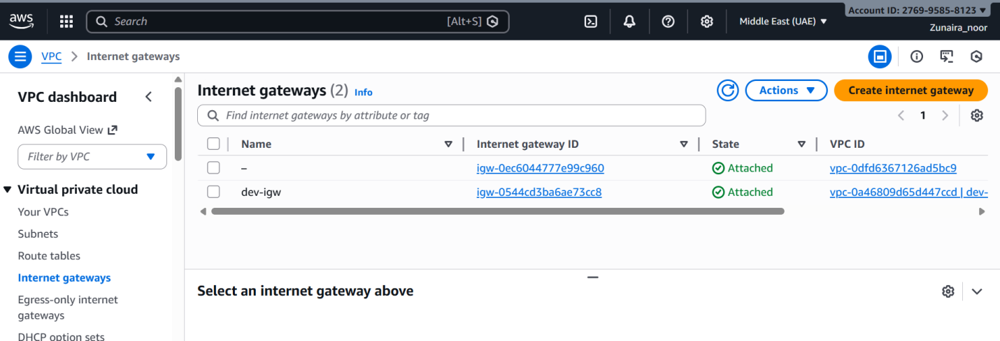 aws
Search [Alt+S]
Middle East (UAE)
Account ID: 2769-9585-8123
Zunaira_noor
VPC Internet gateways
VPC dashboard
AWS Global View
Filter by VPC
Virtual private cloud
Your VPCs
Subnets
Route tables
Internet gateways
Egress-only internet
gateways
DHCP option sets
Internet gateways (2) Info
Actions
Create internet gateway
Find internet gateways by attribute or tag
1
Name Internet gateway ID State VPC ID
– igw-0ec6044777e99c960 Attached vpc-0dfd6367126ad5bc9
dev-igw igw-0544cd3ba6ae73cc8 Attached vpc-0a46809d65d447ccd | dev-
Select an internet gateway above